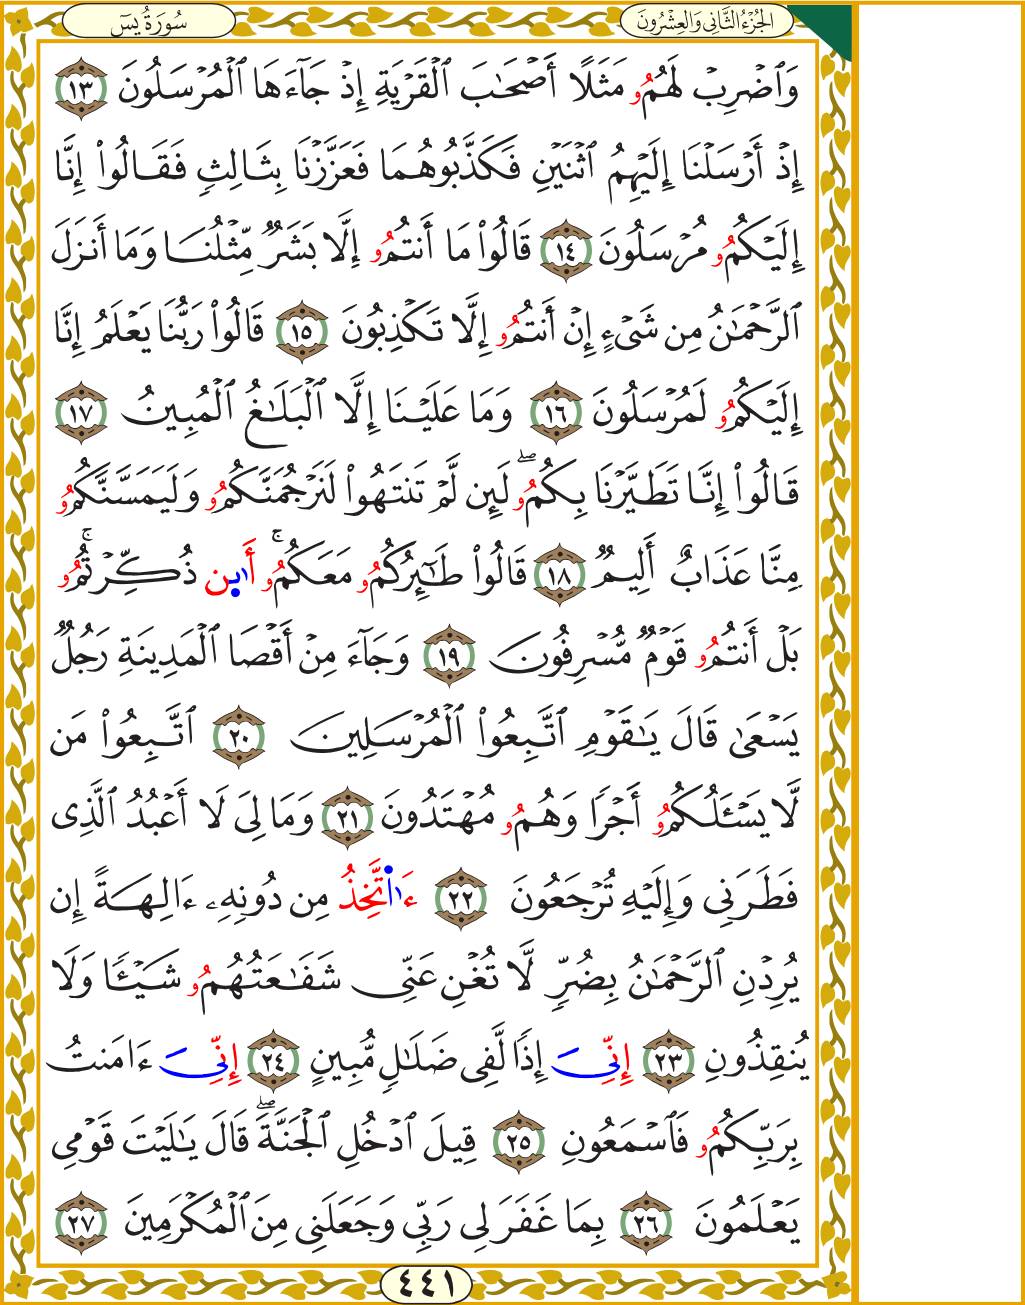 الجُزْءُ الثَّانِي وَالعِشْرُونَ
سُورَةُ يسٓ
وَٱضْرِبْ لَهُمُۥ مَثَلًا أَصْحَٰبَ ٱلْقَرْيَةِ إِذْ جَآءَهَا ٱلْمُرْسَلُونَ ١٣
إِذْ أَرْسَلْنَا إِلَيْهِمُ ٱثْنَيْنِ فَكَذَّبُوهُمَا فَعَزَّزْنَا بِثَالِثٍ فَقَالُوا۟ إِنَّا
إِلَيْكُمُۥ مُرْسَلُونَ ١٤ قَالُوا۟ مَا أَنتُمُۥ إِلَّا بَشَرٌ مِّثْلُنَا وَمَا أَنزَلَ
ٱلرَّحْمَٰنُ مِن شَىْءٍ إِنْ أَنتُمُۥ إِلَّا تَكْذِبُونَ ١٥ قَالُوا۟ رَبُّنَا يَعْلَمُ إِنَّا
إِلَيْكُمُۥ لَمُرْسَلُونَ ١٦ وَمَا عَلَيْنَا إِلَّا ٱلْبَلَٰغُ ٱلْمُبِينُ ١٧
قَالُوا۟ إِنَّا تَطَيَّرْنَا بِكُمُۥۖ لَئِن لَّمْ تَنتَهُوا۟ لَنَرْجُمَنَّكُمُۥ وَلَيَمَسَّنَّكُمُۥ
مِنَّا عَذَابٌ أَلِيمٌ ١٨ قَالُوا۟ طَٰٓئِرُكُمُۥ مَعَكُمُۥۚ أَا۬ىِٕن ذُكِّرْتُمُۥۚ
بَلْ أَنتُمُۥ قَوْمٌ مُّسْرِفُونَ ١٩ وَجَآءَ مِنْ أَقْصَا ٱلْمَدِينَةِ رَجُلٌ
يَسْعَىٰ قَالَ يَٰقَوْمِ ٱتَّبِعُوا۟ ٱلْمُرْسَلِينَ ٢٠ ٱتَّبِعُوا۟ مَن
لَّا يَسْـَٔلُكُمُۥ أَجْرًا وَهُمُۥ مُهْتَدُونَ ٢١ وَمَا لِىَ لَا أَعْبُدُ ٱلَّذِى
فَطَرَنِى وَإِلَيْهِ تُرْجَعُونَ ٢٢ ءَا۬تَّخِذُ مِن دُونِهِۦ ءَالِهَةً إِن
يُرِدْنِ ٱلرَّحْمَٰنُ بِضُرٍّ لَّا تُغْنِ عَنِّى شَفَٰعَتُهُمُۥ شَيْـًٔا وَلَا
يُنقِذُونِ ٢٣ إِنِّىَ إِذًا لَّفِى ضَلَٰلٍ مُّبِينٍ ٢٤ إِنِّىَ ءَامَنتُ
بِرَبِّكُمُۥ فَٱسْمَعُونِ ٢٥ قِيلَ ٱدْخُلِ ٱلْجَنَّةَۖ قَالَ يَٰلَيْتَ قَوْمِى
يَعْلَمُونَ ٢٦ بِمَا غَفَرَ لِى رَبِّى وَجَعَلَنِى مِنَ ٱلْمُكْرَمِينَ ٢٧
٤٤١